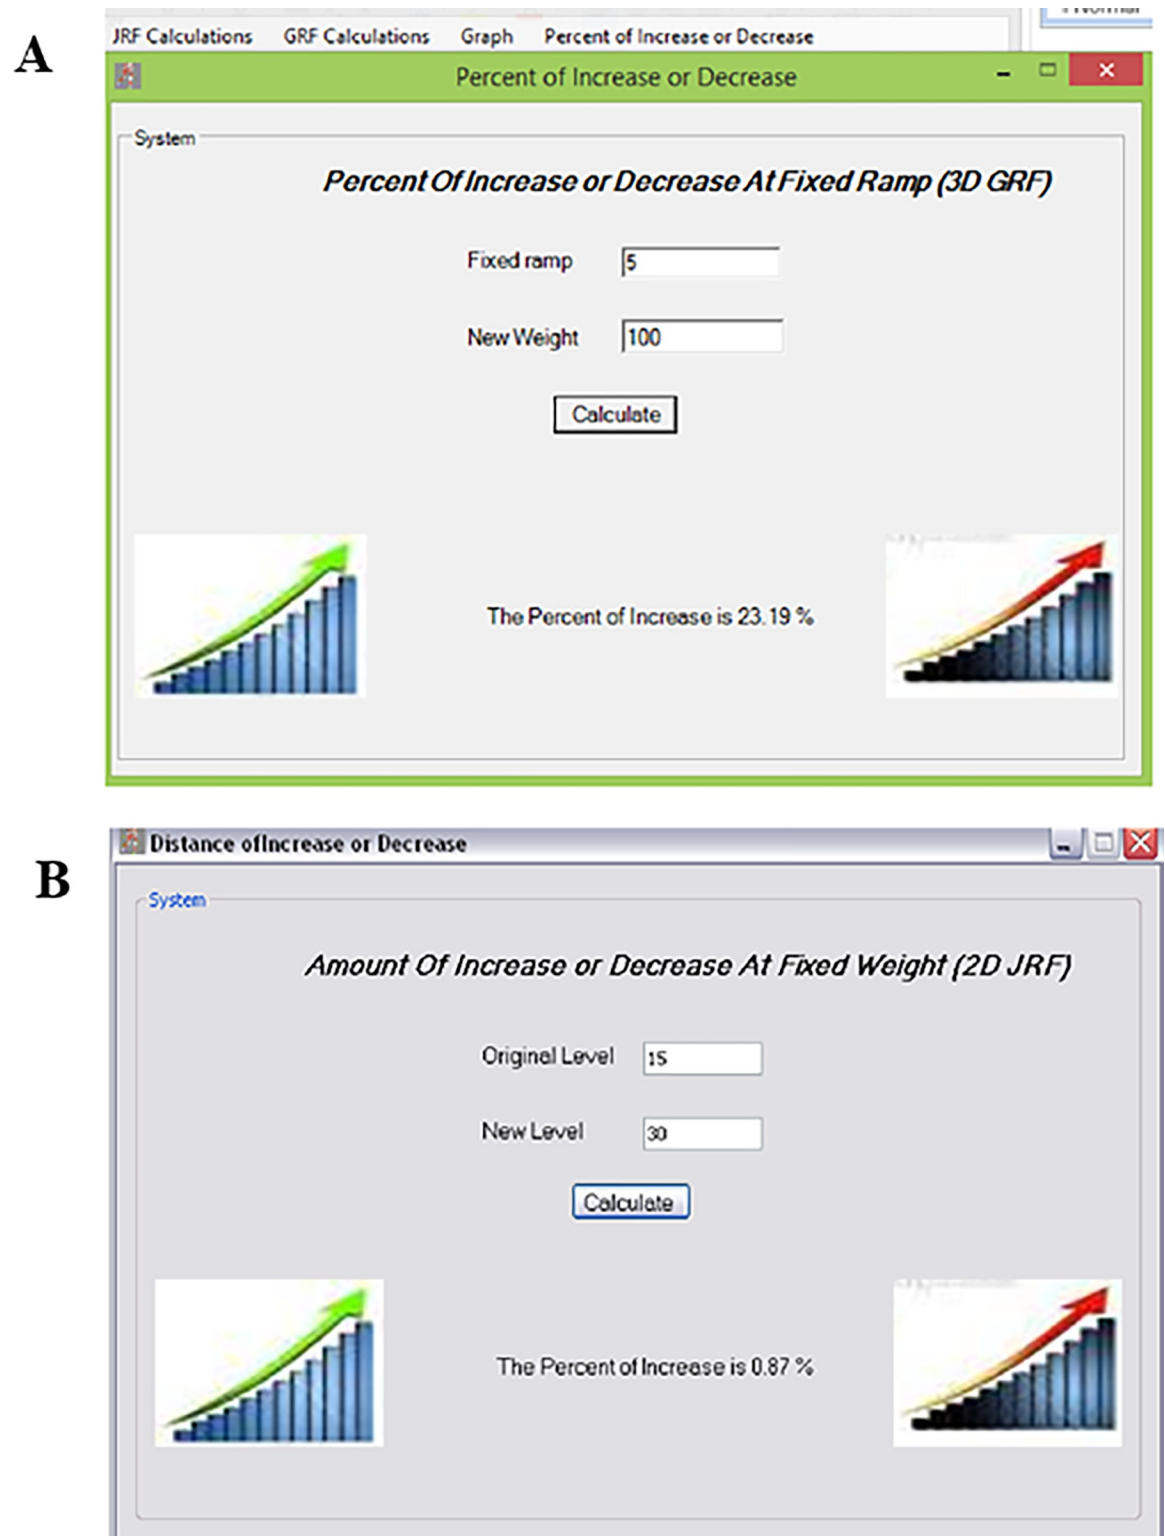 A
JRF Calculations GRF Calculations Graph Percent of Increase or Decrease
Percent of Increase or Decrease
System
Percent Of Increase or Decrease At Fixed Ramp (3D GRF)
Fixed ramp 5
New Weight 100
Calculate
The Percent of Increase is 23.19 %
B
Distance ofIncrease or Decrease
System
Amount Of Increase or Decrease At Fixed Weight (2D JRF)
Original Level 15
New Level 30
Calculate
The Percent of Increase is 0.87 %